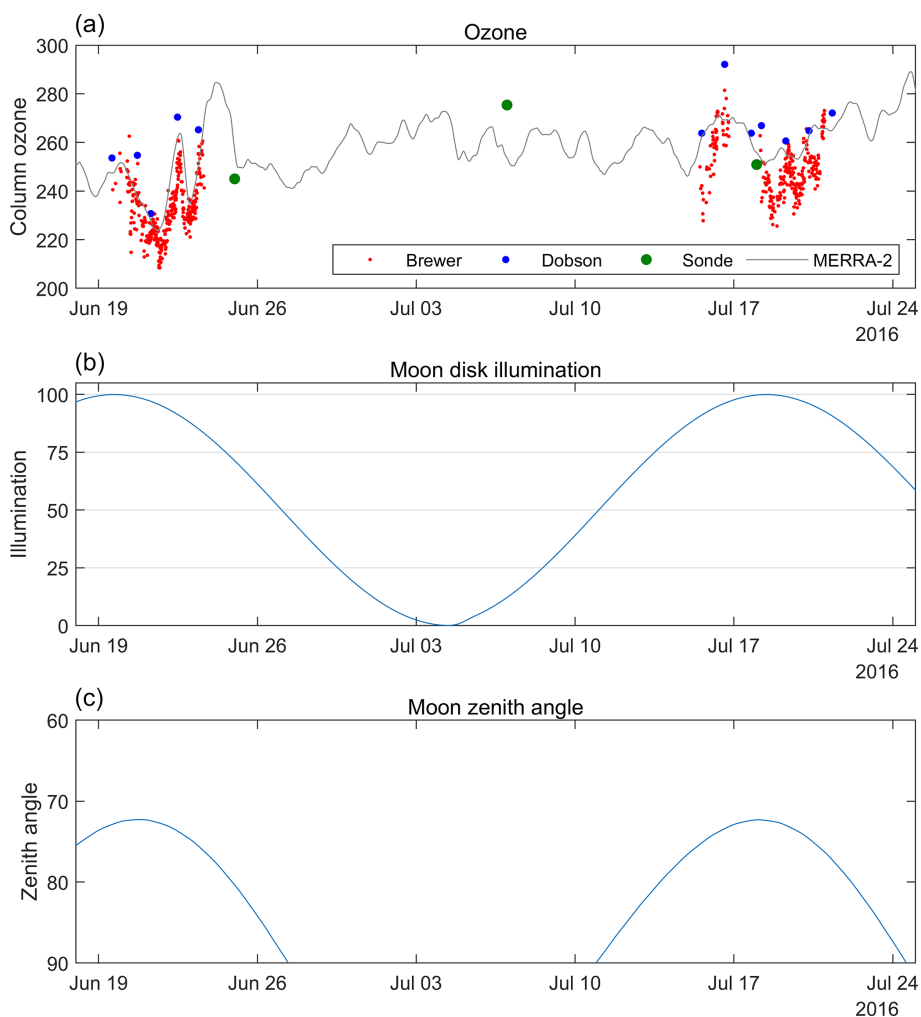 (a)
Ozone
Column ozone
300
280
260
240
220
200
Brewer
Dobson
Sonde
MERRA-2
Jun 19
Jun 26
Jul 03
Jul 10
Jul 17
Jul 24
2016
(b)
Moon disk illumination
Illumination
100
75
50
25
0
Jun 19
Jun 26
Jul 03
Jul 10
Jul 17
Jul 24
2016
(c)
Moon zenith angle
Zenith angle
60
70
80
90
Jun 19
Jun 26
Jul 03
Jul 10
Jul 17
Jul 24
2016